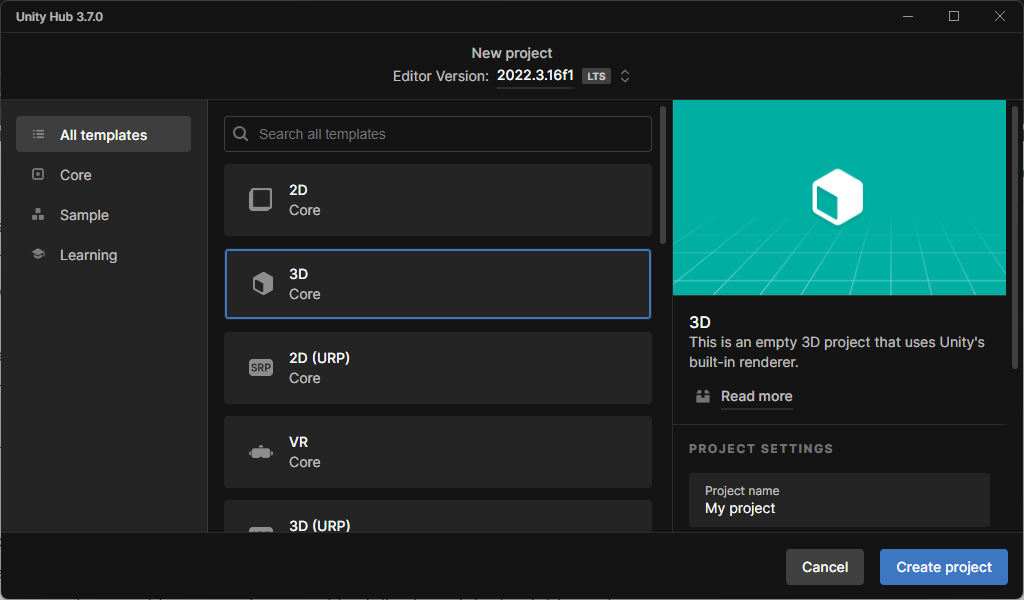 Unity Hub 3.7.0
New project
Editor Version: 2022.3.16f1 LTS
All templates
Core
Sample
Learning
Search all templates
2D
Core
3D
Core
SRP
2D (URP)
Core
VR
Core
3D (URP)
3D
This is an empty 3D project that uses Unity's
built-in renderer.
Read more
PROJECT SETTINGS
Project name
My project
Cancel
Create project